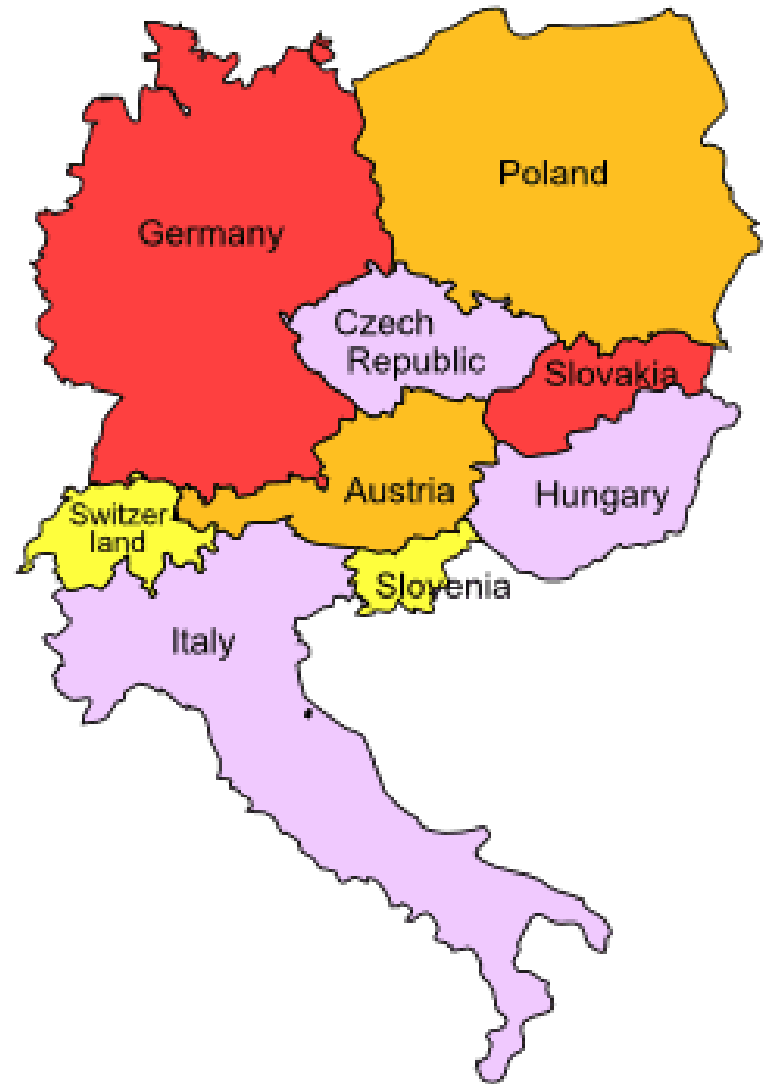 Poland
Germany
Czech
Republic
Slovakia
Austria
Hungary
Switzer-
land
Slovenia
Italy